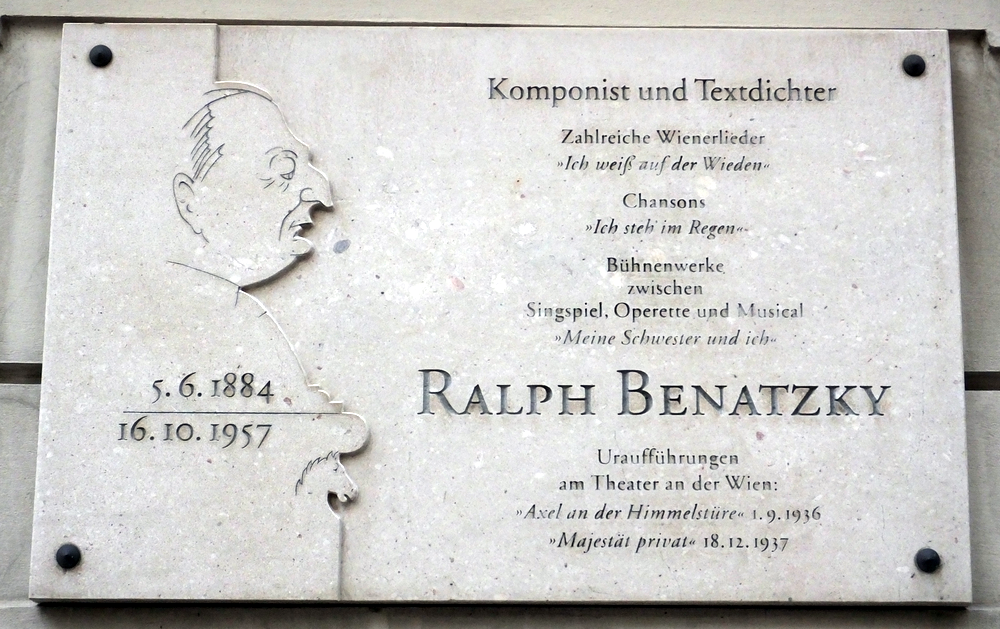 Komponist und Textdichter
Zahlreiche Wienerlieder
»Ich weiß auf der Wieden«
Chansons
»Ich steh' im Regen«
Bühnenwerke
zwischen
Singspiel, Operette und Musical
»Meine Schwester und ich«
RALPH BENATZKY
5.6.1884
16.10.1957
Uraufführungen
am Theater an der Wien:
»Axel an der Himmelstüre« 1.9.1936
»Majestät privat« 18.12.1937